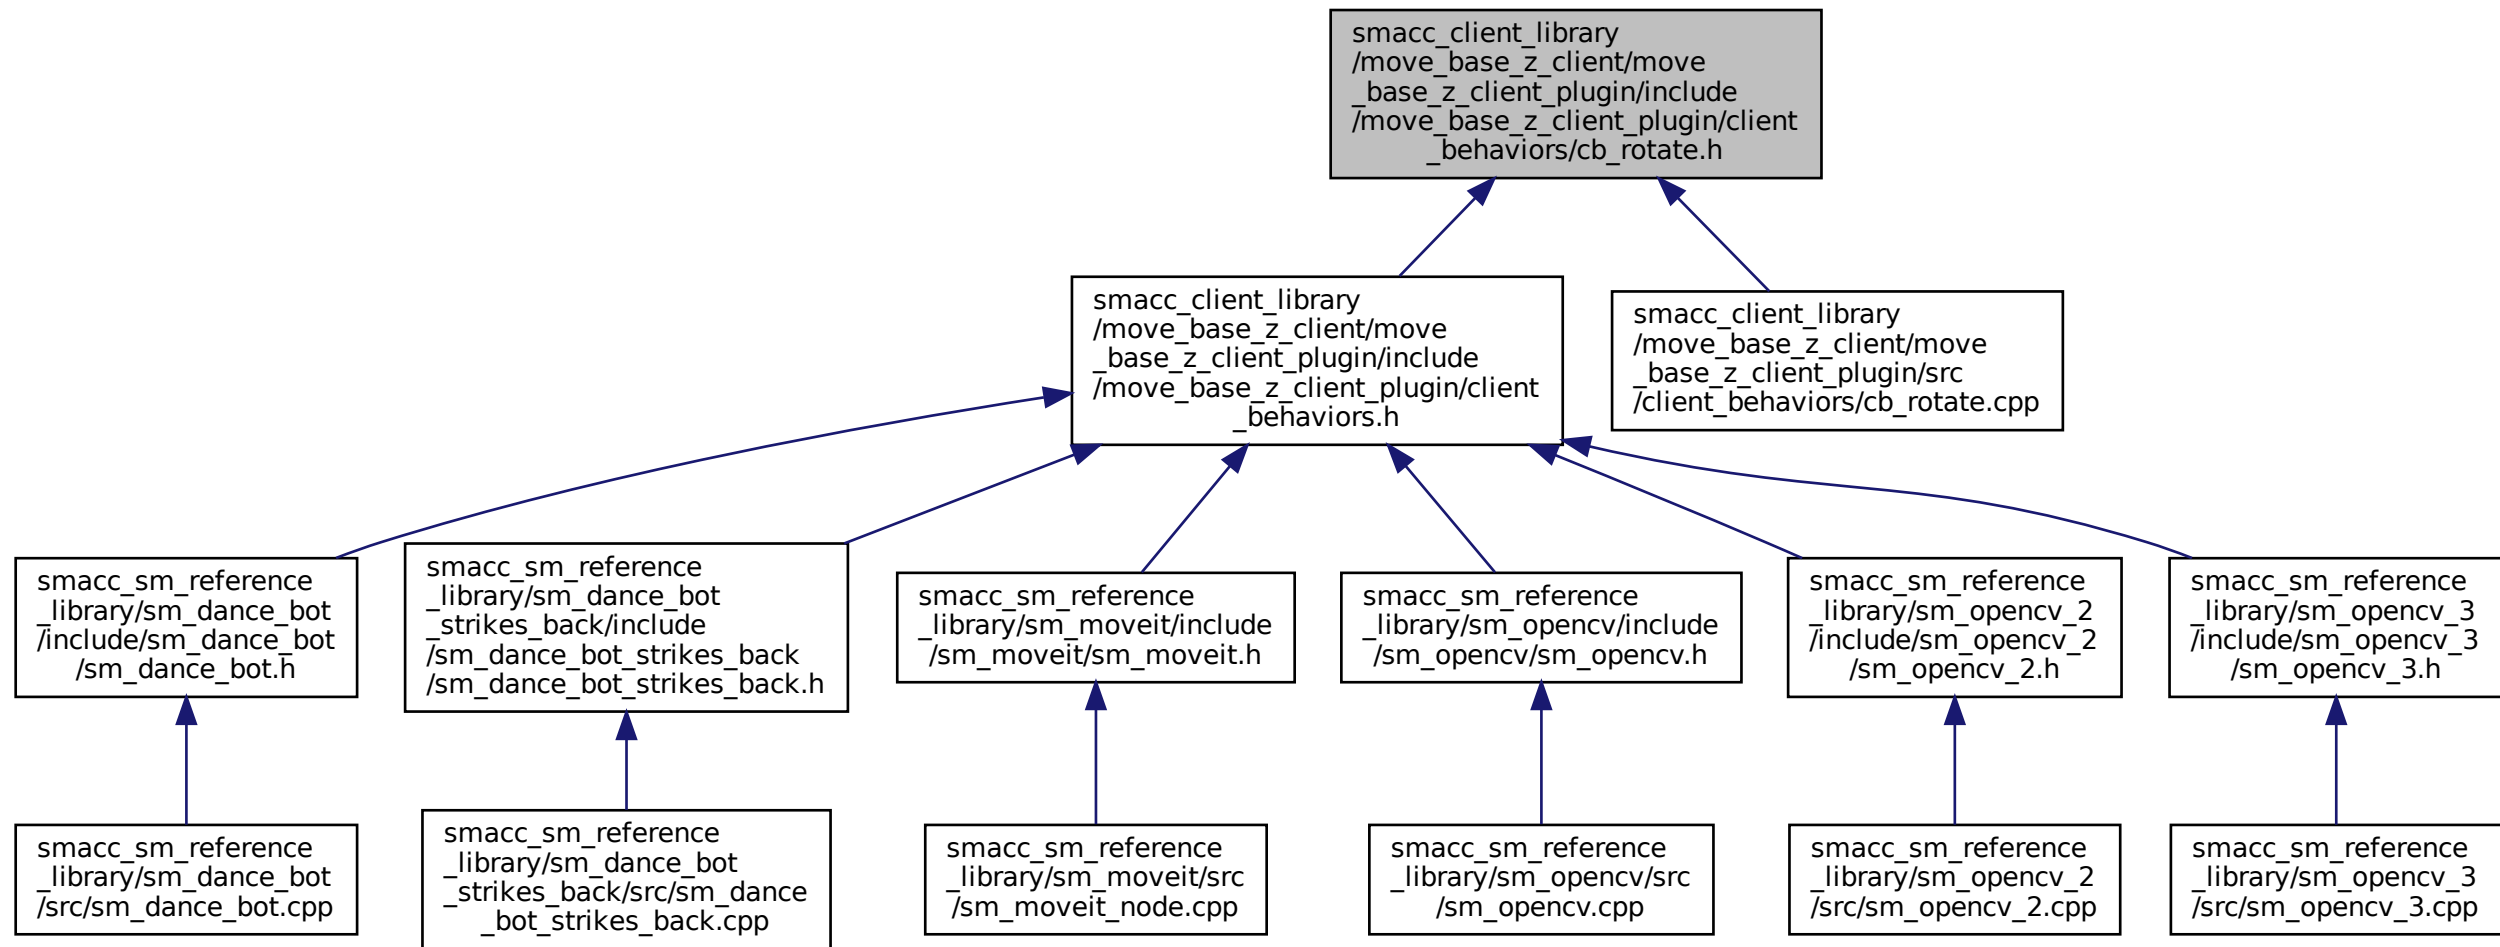 smacc_client_library
/move_base_z_client/move
_base_z_client_plugin/include
/move_base_z_client_plugin/client
_behaviors/cb_rotate.h
smacc_client_library
/move_base_z_client/move
_base_z_client_plugin/include
/move_base_z_client_plugin/client
_behaviors.h
smacc_client_library
/move_base_z_client/move
_base_z_client_plugin/src
/client_behaviors/cb_rotate.cpp
smacc_sm_reference
_library/sm_dance_bot
/include/sm_dance_bot
/sm_dance_bot.h
smacc_sm_reference
_library/sm_dance_bot
_strikes_back/include
/sm_dance_bot_strikes_back
/sm_dance_bot_strikes_back.h
smacc_sm_reference
_library/sm_moveit/include
/sm_moveit/sm_moveit.h
smacc_sm_reference
_library/sm_opencv/include
/sm_opencv/sm_opencv.h
smacc_sm_reference
_library/sm_opencv_2
/include/sm_opencv_2
/sm_opencv_2.h
smacc_sm_reference
_library/sm_opencv_3
/include/sm_opencv_3
/sm_opencv_3.h
smacc_sm_reference
_library/sm_dance_bot
/src/sm_dance_bot.cpp
smacc_sm_reference
_library/sm_dance_bot
_strikes_back/src/sm_dance
_bot_strikes_back.cpp
smacc_sm_reference
_library/sm_moveit/src
/sm_moveit_node.cpp
smacc_sm_reference
_library/sm_opencv/src
/sm_opencv.cpp
smacc_sm_reference
_library/sm_opencv_2
/src/sm_opencv_2.cpp
smacc_sm_reference
_library/sm_opencv_3
/src/sm_opencv_3.cpp